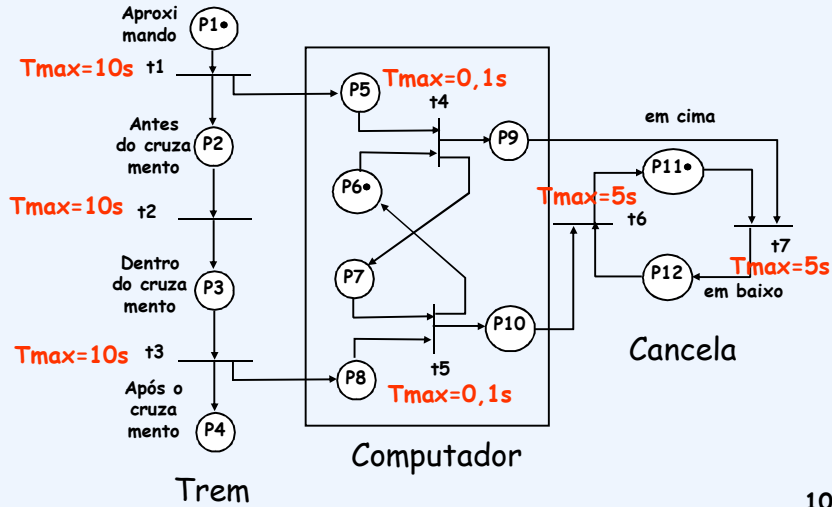 Aproxi
mando
P1
Tmax=10s t1
Antes
do cruza
mento
P2
Tmax=10s t2
Dentro
do cruza
mento
P3
Tmax=10s t3
Após o
cruza
mento
P4
Trem
P5
Tmax=0,1s
t4
P6
P9
P7
P8
t5
P10
Tmax=0,1s
Computador
em cima
P11
Tmax=5s
t6
t7
Tmax=5s
P12
em baixo
Cancela
10